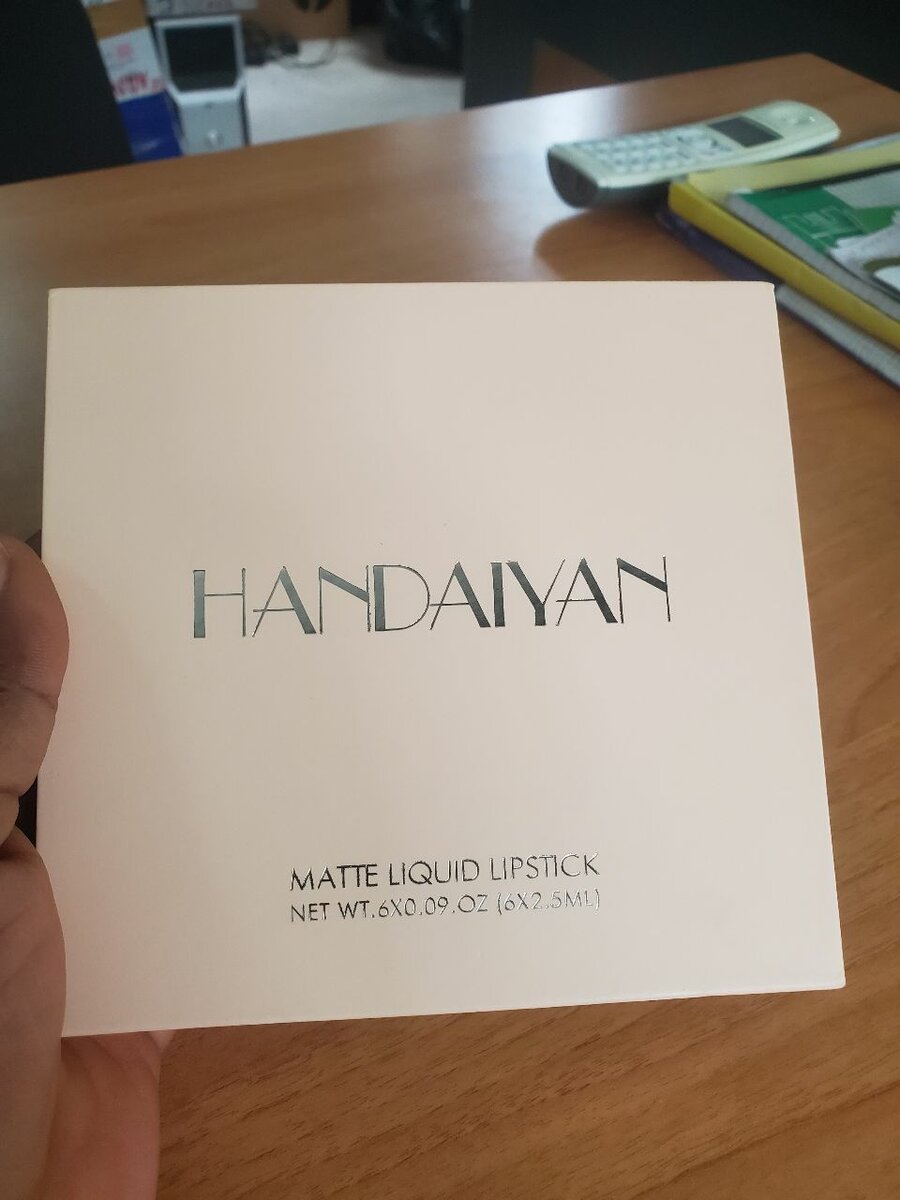 HANDAIYAN
MATTE LIQUID LIPSTICK
NET WT.6X0.09.OZ (6X2.5ML)